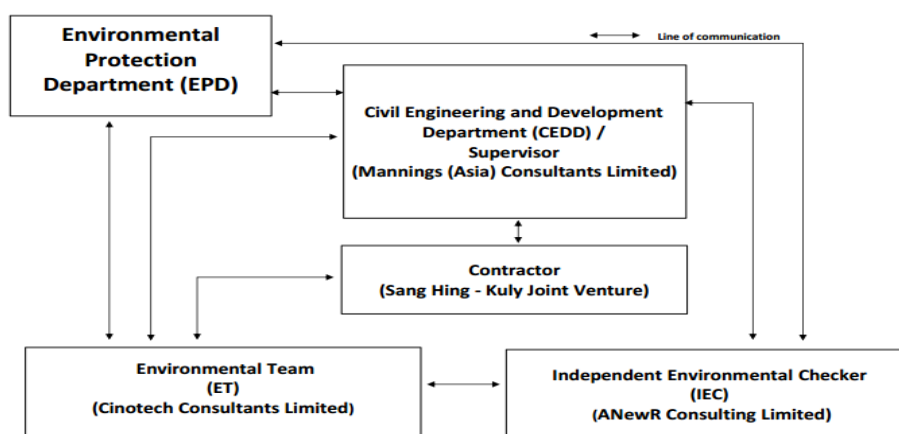 Environmental
Protection
Department (EPD)
Line of communication
Civil Engineering and Development
Department (CEDD) /
Supervisor
(Mannings (Asia) Consultants Limited)
Contractor
(Sang Hing - Kuly Joint Venture)
Environmental Team
(ET)
(Cinotech Consultants Limited)
Independent Environmental Checker
(IEC)
(ANewR Consulting Limited)